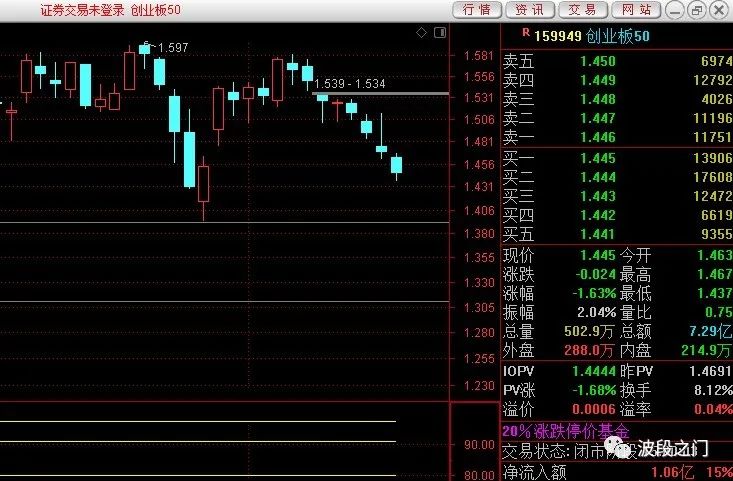 证券交易未登录 创业板50
行情 资讯 交易 网站
1.597
1.539 - 1.534
1.581
1.556
1.531
1.506
1.481
1.456
1.431
1.406
1.380
1.355
1.330
1.305
1.280
1.255
1.230
90.00
80.00
R 159949 创业板50
卖五 1.450 6974
卖四 1.449 12792
卖三 1.448 4026
卖二 1.447 11196
卖一 1.446 11751
买一 1.445 13906
买二 1.444 17608
买三 1.443 12472
买四 1.442 6619
买五 1.441 9355
现价 1.445 今开 1.463
涨跌 -0.024 最高 1.467
涨幅 -1.63% 最低 1.437
振幅 2.04% 量比 0.75
总量 502.9万 总额 7.29亿
外盘 288.0万 内盘 214.9万
IOPV 1.4444 昨PV 1.4691
PV涨 -1.68% 换手 8.12%
溢价 0.0006 溢率 0.04%
20%涨跌停价基金
交易状态: 闭市阶段
波段之门
净流入额 1.06亿 15%